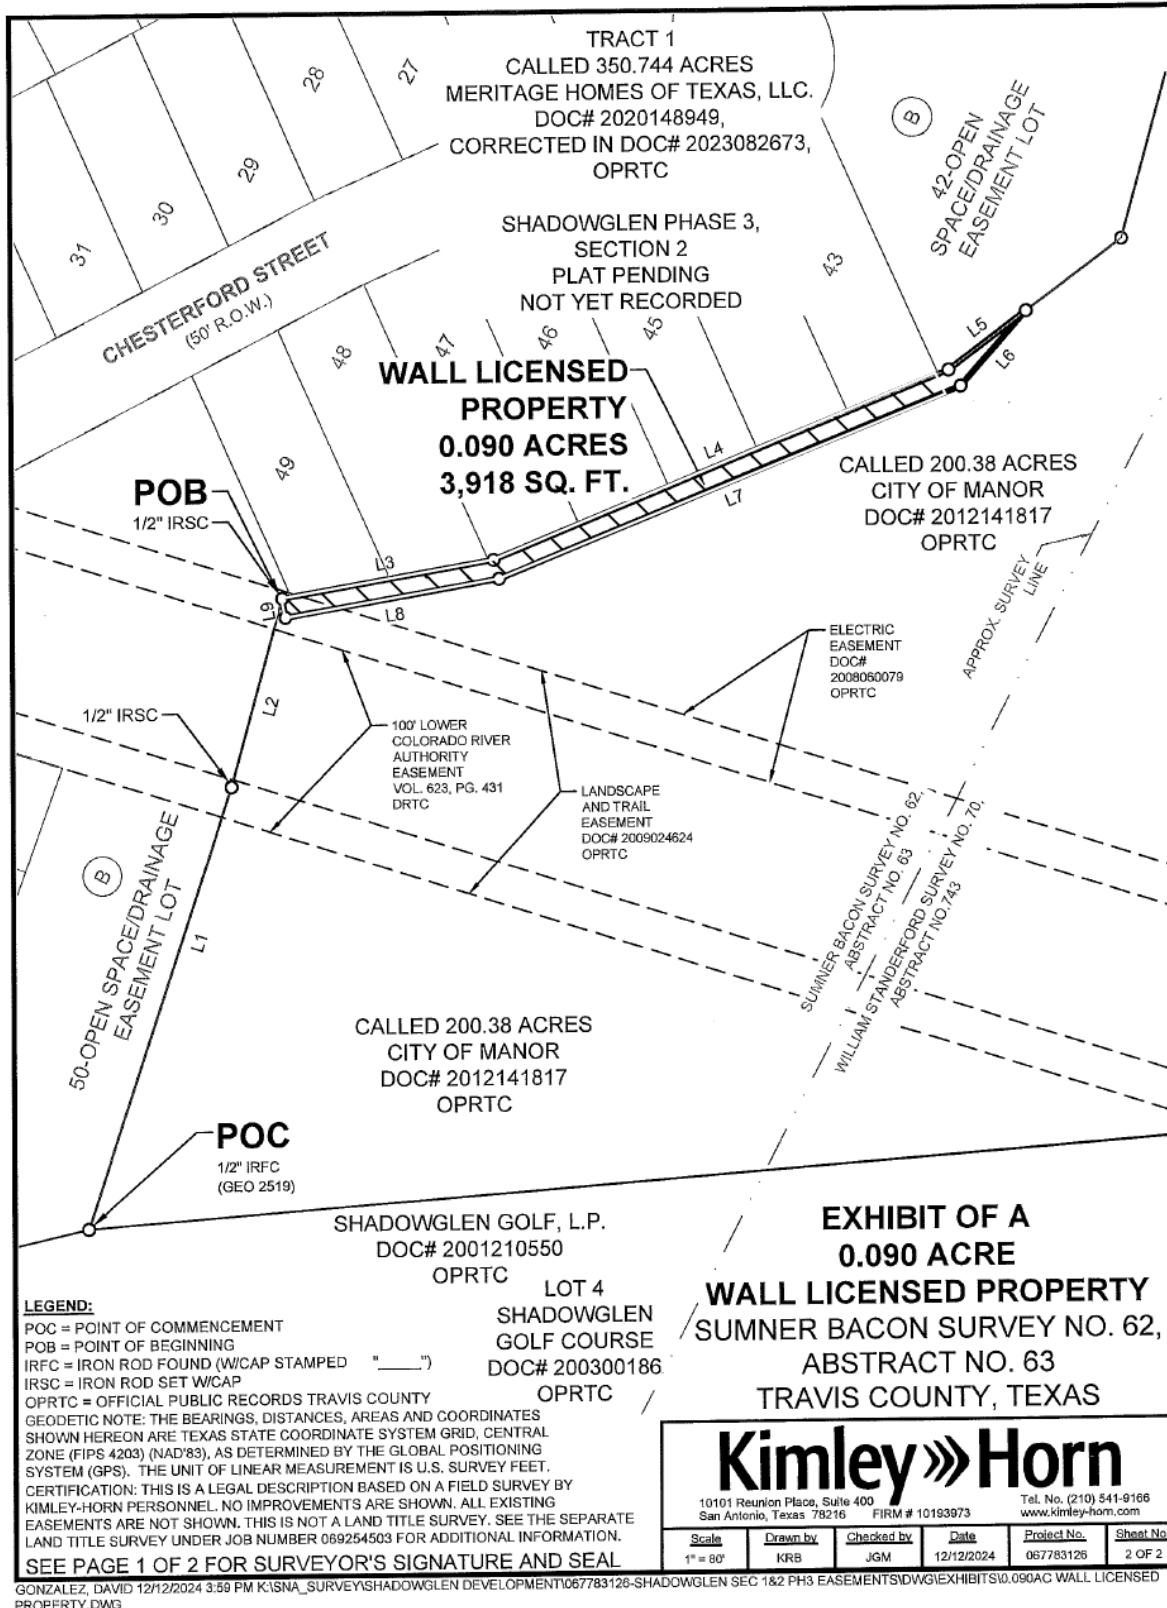 TRACT 1
CALLED 350.744 ACRES
MERITAGE HOMES OF TEXAS, LLC.
DOC# 2020148949,
CORRECTED IN DOC# 2023082673,
OPRTC
28
27
29
30
31
B
42-OPEN
SPACE/DRAINAGE
EASEMENT LOT
CHESTERFORD STREET
(50' R.O.W.)
SHADOWGLEN PHASE 3,
SECTION 2
PLAT PENDING
NOT YET RECORDED
43
45
46
47
48
49
WALL LICENSED
PROPERTY
0.090 ACRES
3,918 SQ. FT.
L5
L6
L4
L7
POB
1/2" IRSC
L3
L8
L9
L2
CALLED 200.38 ACRES
CITY OF MANOR
DOC# 2012141817
OPRTC
APPROX. SURVEY
LINE
ELECTRIC
EASEMENT
DOC#
2008060079
OPRTC
1/2" IRSC
100' LOWER
COLORADO RIVER
AUTHORITY
EASEMENT
VOL. 623, PG. 431
DRTC
LANDSCAPE
AND TRAIL
EASEMENT
DOC# 2009024624
OPRTC
SUMNER BACON SURVEY NO. 62,
ABSTRACT NO. 63
WILLIAM STANDERFORD SURVEY NO. 70,
ABSTRACT NO.743
B
50-OPEN SPACE/DRAINAGE
EASEMENT LOT
L1
CALLED 200.38 ACRES
CITY OF MANOR
DOC# 2012141817
OPRTC
POC
1/2" IRFC
(GEO 2519)
SHADOWGLEN GOLF, L.P.
DOC# 2001210550
OPRTC
LOT 4
SHADOWGLEN
GOLF COURSE
DOC# 200300186
OPRTC
EXHIBIT OF A
0.090 ACRE
WALL LICENSED PROPERTY
SUMNER BACON SURVEY NO. 62,
ABSTRACT NO. 63
TRAVIS COUNTY, TEXAS
LEGEND:
POC = POINT OF COMMENCEMENT
POB = POINT OF BEGINNING
IRFC = IRON ROD FOUND (W/CAP STAMPED "_____")
IRSC = IRON ROD SET W/CAP
OPRTC = OFFICIAL PUBLIC RECORDS TRAVIS COUNTY
GEODETIC NOTE: THE BEARINGS, DISTANCES, AREAS AND COORDINATES
SHOWN HEREON ARE TEXAS STATE COORDINATE SYSTEM GRID, CENTRAL
ZONE (FIPS 4203) (NAD'83), AS DETERMINED BY THE GLOBAL POSITIONING
SYSTEM (GPS). THE UNIT OF LINEAR MEASUREMENT IS U.S. SURVEY FEET.
CERTIFICATION: THIS IS A LEGAL DESCRIPTION BASED ON A FIELD SURVEY BY
KIMLEY-HORN PERSONNEL. NO IMPROVEMENTS ARE SHOWN. ALL EXISTING
EASEMENTS ARE NOT SHOWN. THIS IS NOT A LAND TITLE SURVEY. SEE THE SEPARATE
LAND TITLE SURVEY UNDER JOB NUMBER 069254503 FOR ADDITIONAL INFORMATION.
SEE PAGE 1 OF 2 FOR SURVEYOR'S SIGNATURE AND SEAL
Kimley»Horn
10101 Reunion Place, Suite 400
San Antonio, Texas 78216 FIRM # 10193973
Tel. No. (210) 541-9166
www.kimley-horn.com
Scale Drawn by Checked by Date Project No. Sheet No.
1" = 80' KRB JGM 12/12/2024 067783126 2 OF 2
GONZALEZ, DAVID 12/12/2024 3:59 PM K:\SNA_SURVEY\SHADOWGLEN DEVELOPMENT\067783126-SHADOWGLEN SEC 1&2 PH3 EASEMENTS\DWG\EXHIBITS\0.090AC WALL LICENSED
PROPERTY.DWG